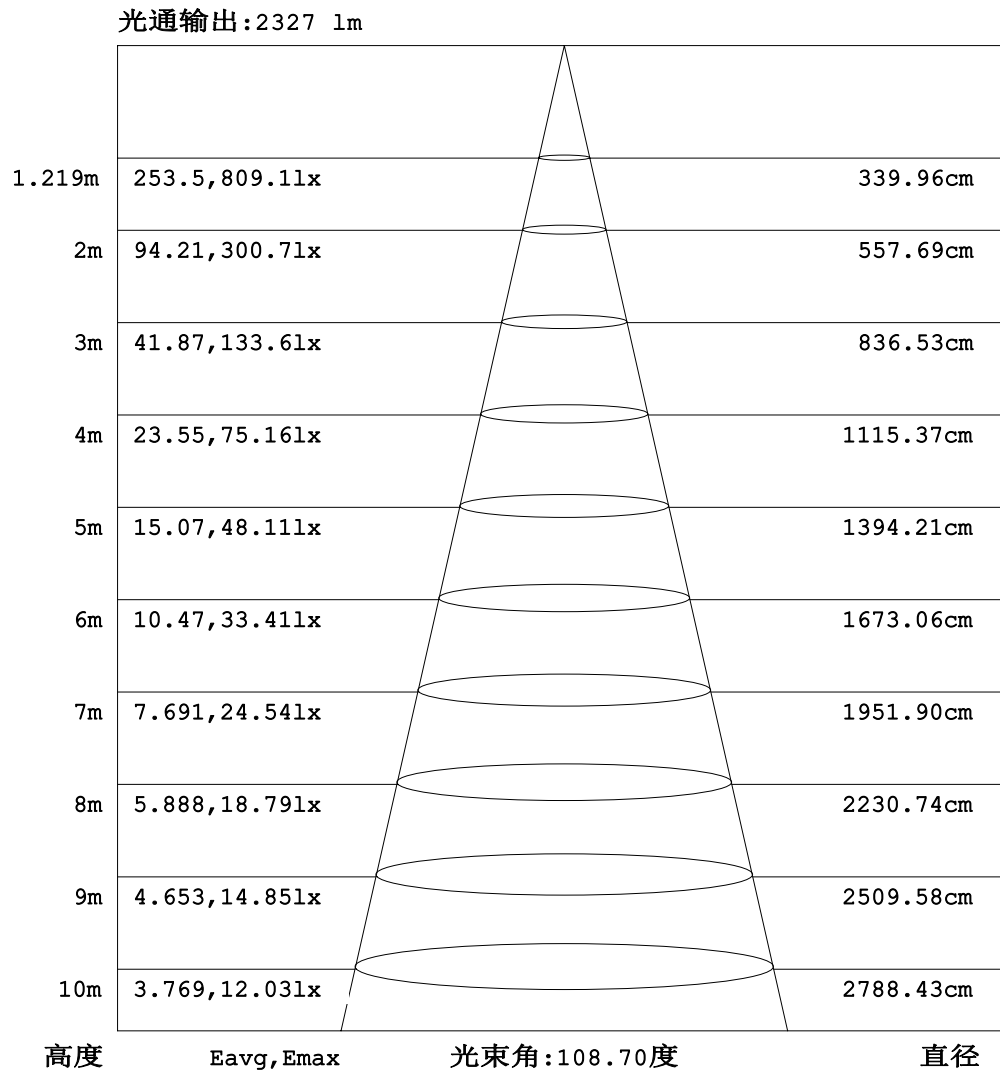 光通输出:2327 lm
1.219m 253.5,809.1lx 339.96cm
2m 94.21,300.7lx 557.69cm
3m 41.87,133.6lx 836.53cm
4m 23.55,75.16lx 1115.37cm
5m 15.07,48.11lx 1394.21cm
6m 10.47,33.41lx 1673.06cm
7m 7.691,24.54lx 1951.90cm
8m 5.888,18.79lx 2230.74cm
9m 4.653,14.85lx 2509.58cm
10m 3.769,12.03lx 2788.43cm
高度 Eavg,Emax 光束角:108.70度 直径